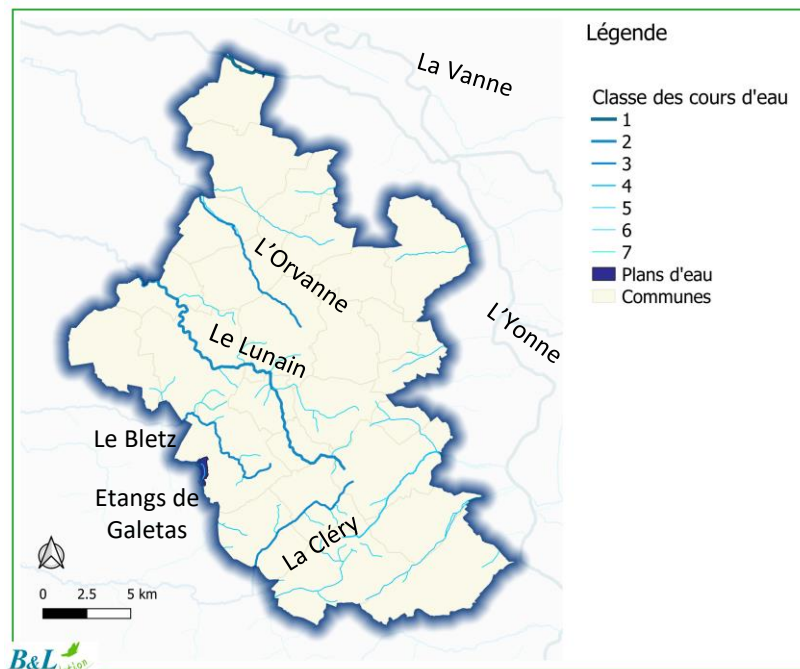 Légende
La Vanne
Classe des cours d'eau
1
2
3
4
5
6
7
Plans d'eau
Communes
L'Orvanne
L'Yonne
Le Lunain
Le Bletz
Etangs de
Galetas
La Cléry
0 2.5 5 km
B&L